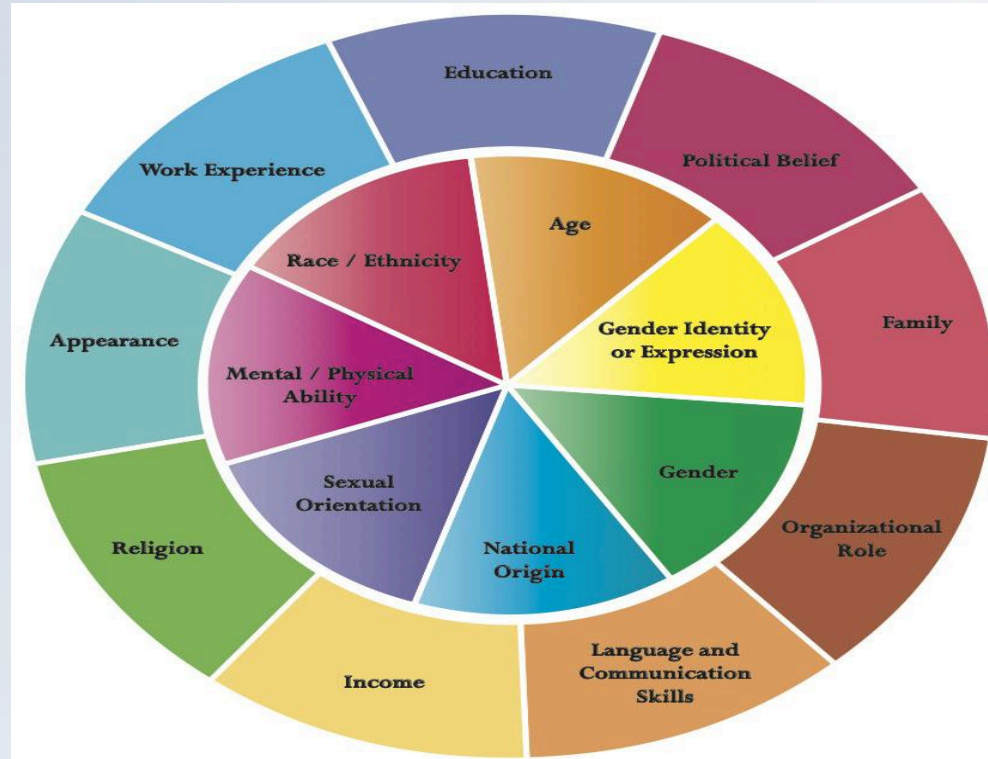 Education
Political Belief
Family
Organizational
Role
Language and
Communication
Skills
Income
Religion
Appearance
Work Experience
Age
Gender Identity
or Expression
Gender
National
Origin
Sexual
Orientation
Mental / Physical
Ability
Race / Ethnicity